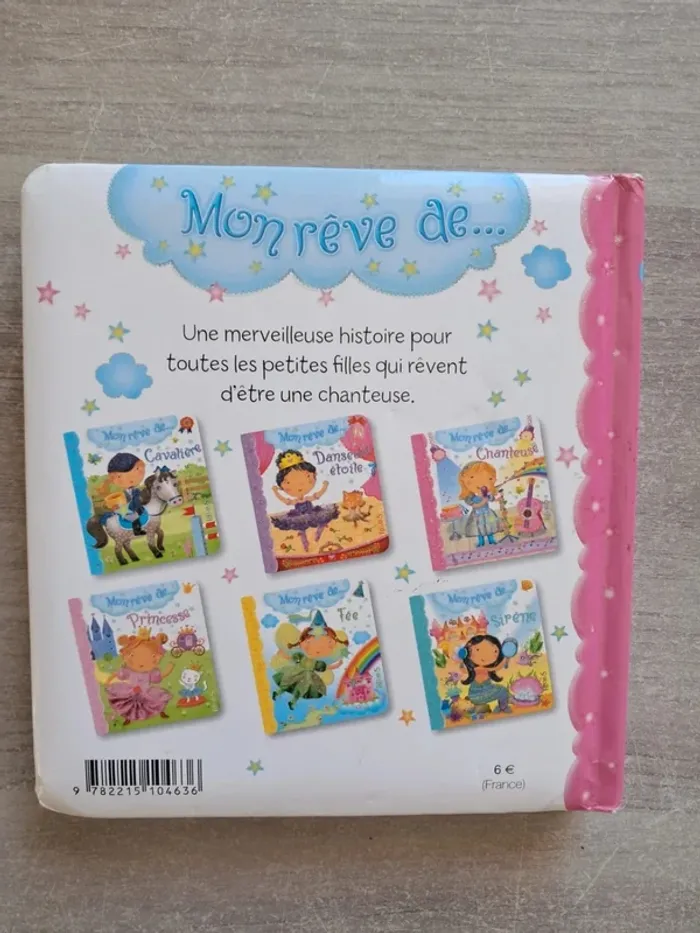 Mon rêve de...
Une merveilleuse histoire pour
toutes les petites filles qui rêvent
d'être une chanteuse.
Mon rêve de...
Cavalière
Mon rêve de...
Danseuse
étoile
Mon rêve de...
Chanteuse
Mon rêve de...
Princesse
Mon rêve de...
Fée
Mon rêve de...
Sirène
9 782215 104636
6 €
(France)